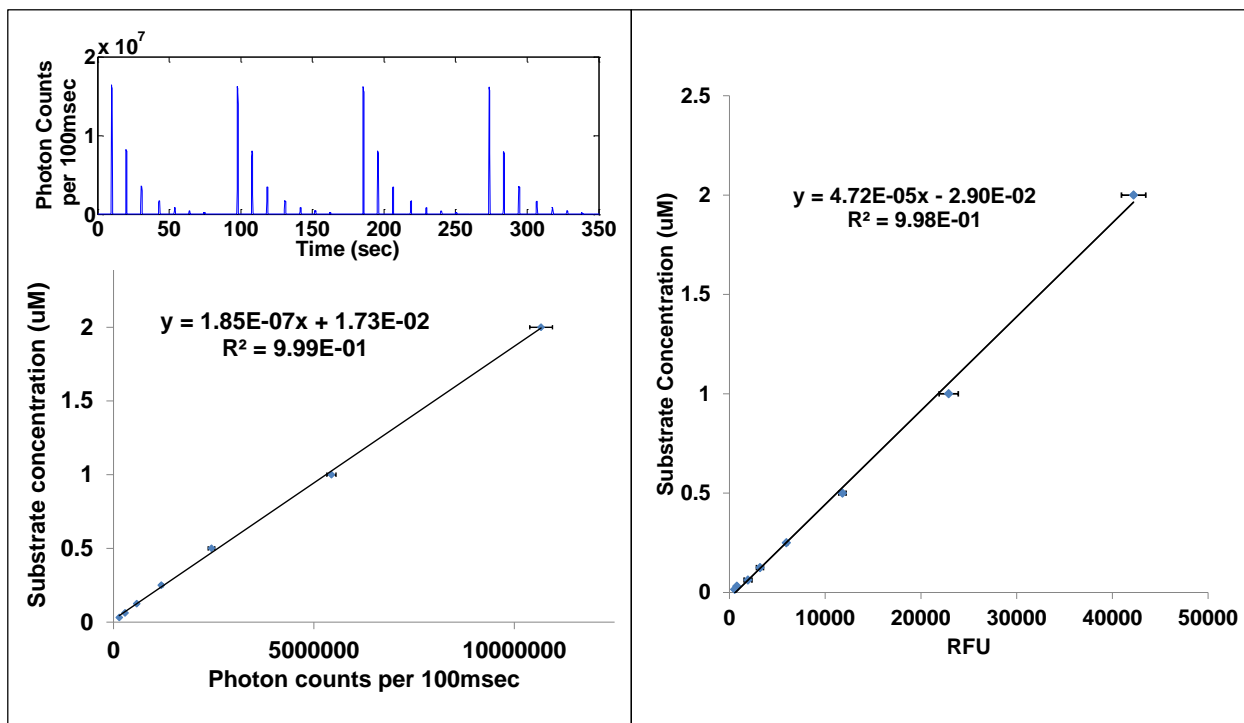 x 10^7
2
1
0
Photon Counts
per 100msec
0 50 100 150 200 250 300 350
Time (sec)
Substrate concentration (uM)
2
1.5
1
0.5
0
y = 1.85E-07x + 1.73E-02
R² = 9.99E-01
0 5000000 10000000
Photon counts per 100msec
Substrate Concentration (uM)
2.5
2
1.5
1
0.5
0
y = 4.72E-05x - 2.90E-02
R² = 9.98E-01
0 10000 20000 30000 40000 50000
RFU